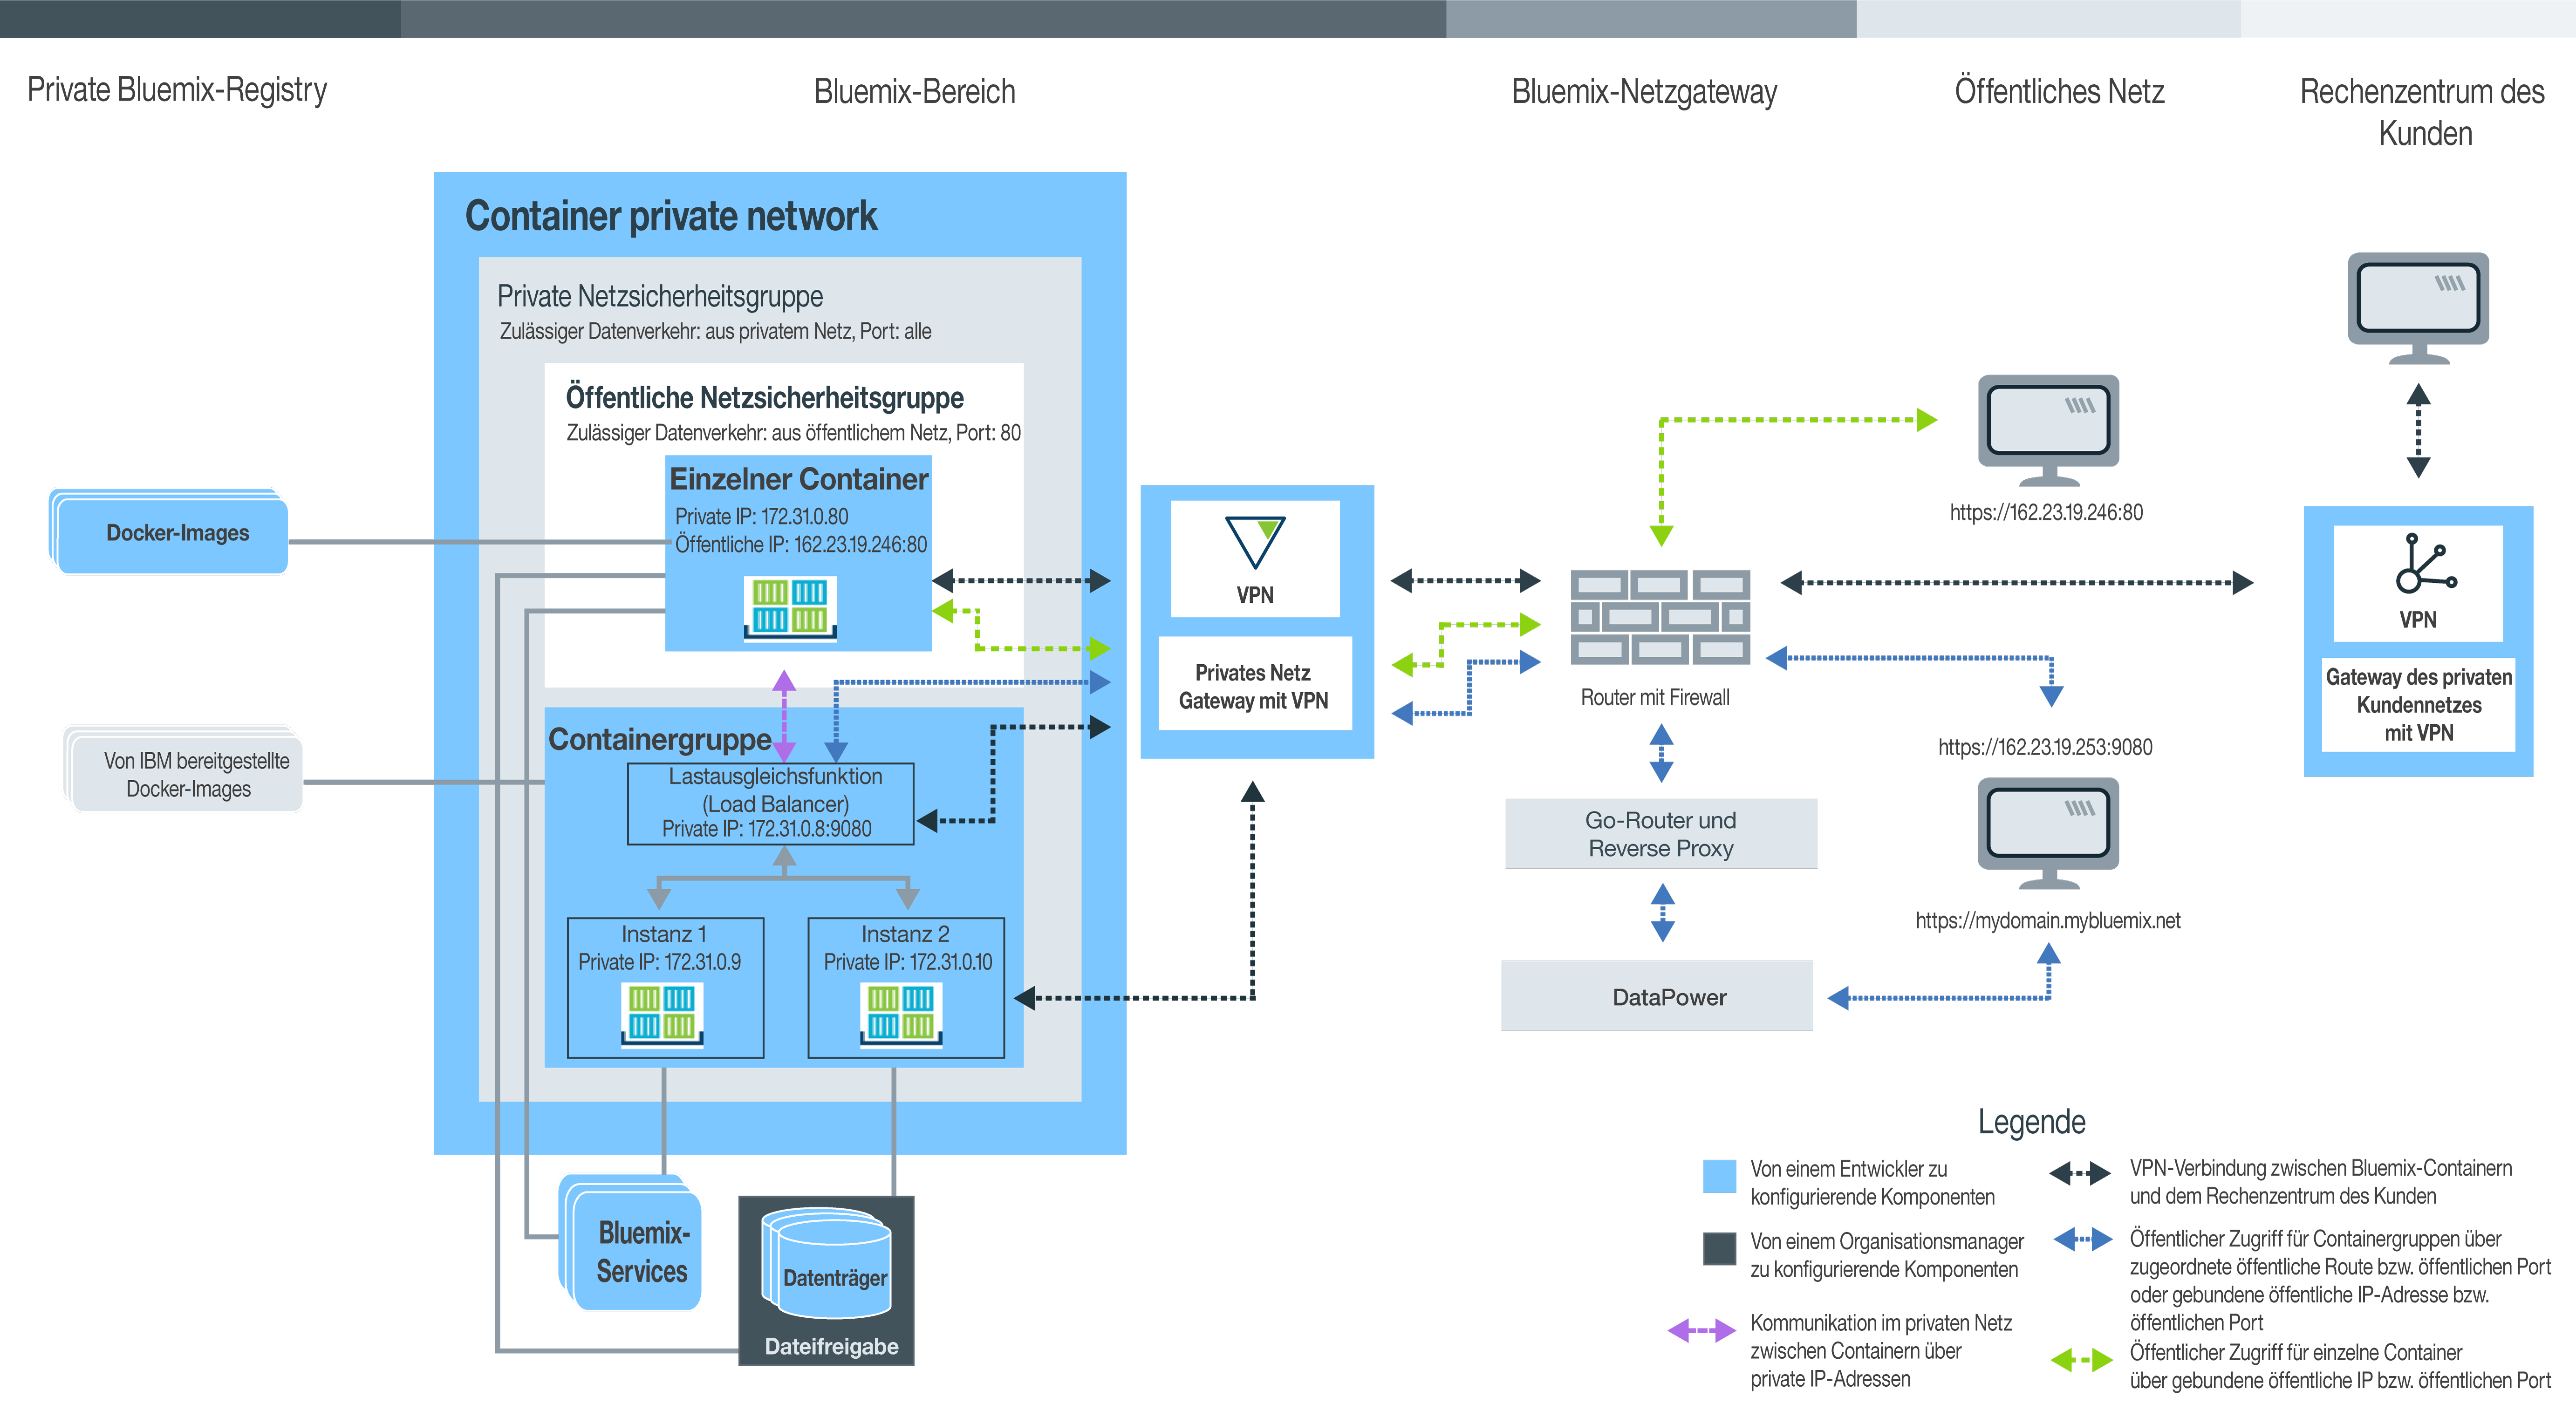 Private Bluemix-Registry
Bluemix-Bereich
Bluemix-Netzgateway
Öffentliches Netz
Rechenzentrum des
Kunden
Container private network
Private Netzsicherheitsgruppe
Zulässiger Datenverkehr: aus privatem Netz, Port: alle
Öffentliche Netzsicherheitsgruppe
Zulässiger Datenverkehr: aus öffentlichem Netz, Port: 80
Einzelner Container
Private IP: 172.31.0.80
Öffentliche IP: 162.23.19.246:80
Docker-Images
Von IBM bereitgestellte
Docker-Images
Containergruppe
Lastausgleichsfunktion
(Load Balancer)
Private IP: 172.31.0.8:9080
Instanz 1
Private IP: 172.31.0.9
Instanz 2
Private IP: 172.31.0.10
Bluemix-
Services
Datenträger
Dateifreigabe
VPN
Privates Netz
Gateway mit VPN
Router mit Firewall
Go-Router und
Reverse Proxy
DataPower
https://162.23.19.246:80
https://162.23.19.253:9080
https://mydomain.mybluemix.net
VPN
Gateway des privaten
Kundennetzes
mit VPN
Legende
Von einem Entwickler zu
konfigurierende Komponenten
Von einem Organisationsmanager
zu konfigurierende Komponenten
Kommunikation im privaten Netz
zwischen Containern über
private IP-Adressen
VPN-Verbindung zwischen Bluemix-Containern
und dem Rechenzentrum des Kunden
Öffentlicher Zugriff für Containergruppen über
zugeordnete öffentliche Route bzw. öffentlichen Port
oder gebundene öffentliche IP-Adresse bzw.
öffentlichen Port
Öffentlicher Zugriff für einzelne Container
über gebundene öffentliche IP bzw. öffentlichen Port